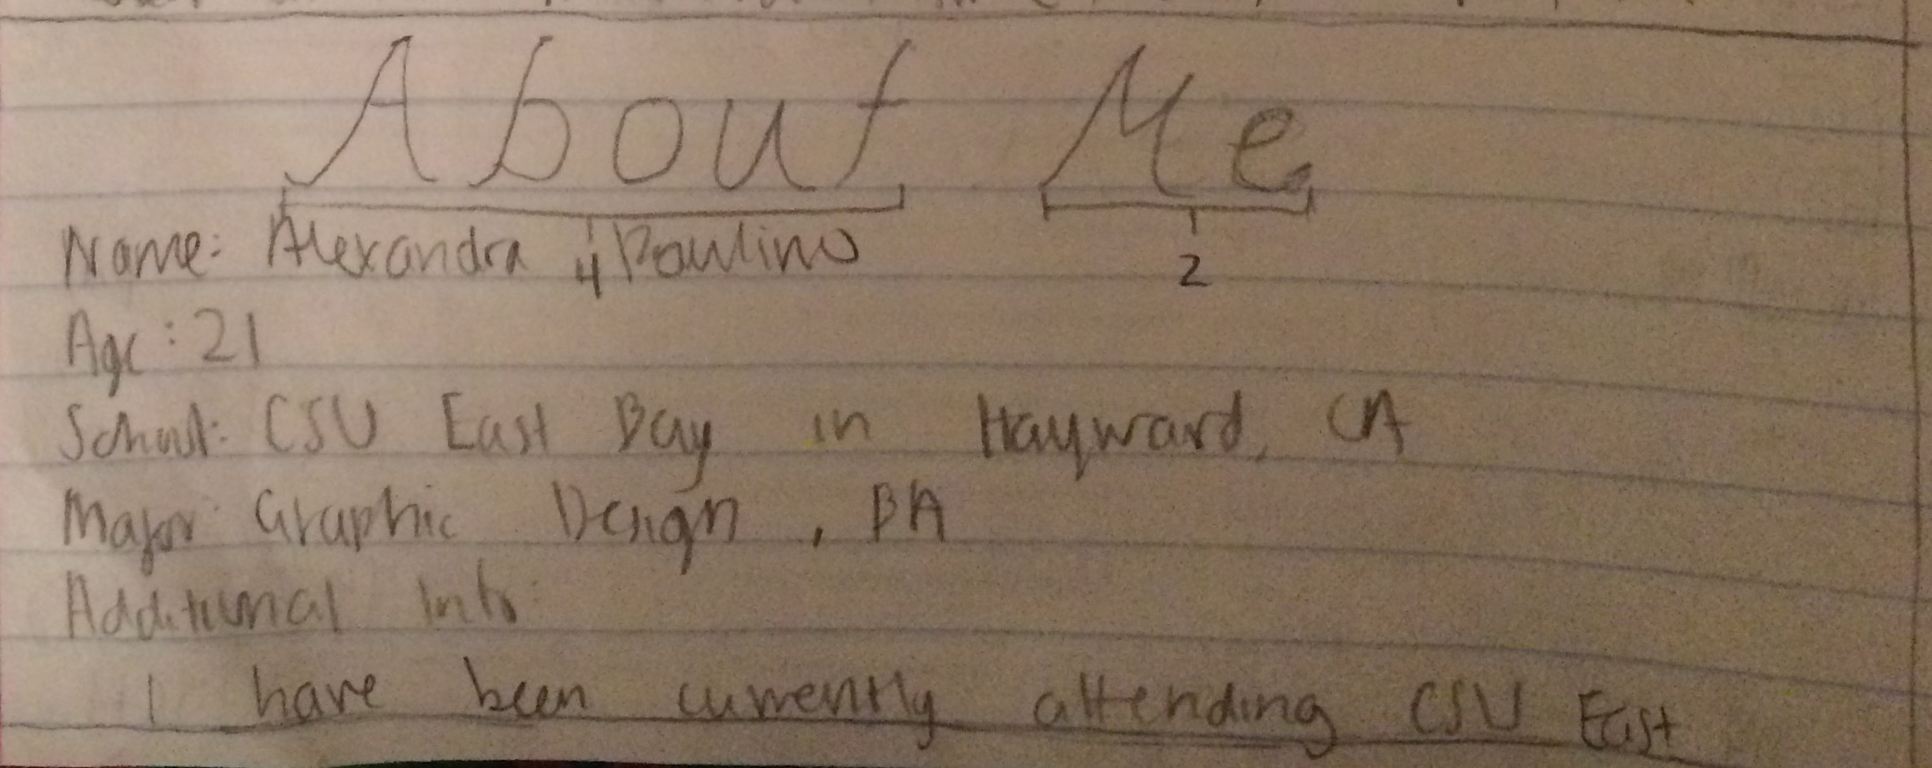 About Me
4 2
Name: Alexandra Paulino
Age: 21
School: CSU East Bay in Hayward, CA
Major: Graphic Design, BA
Additional Info:
I have been currently attending CSU East